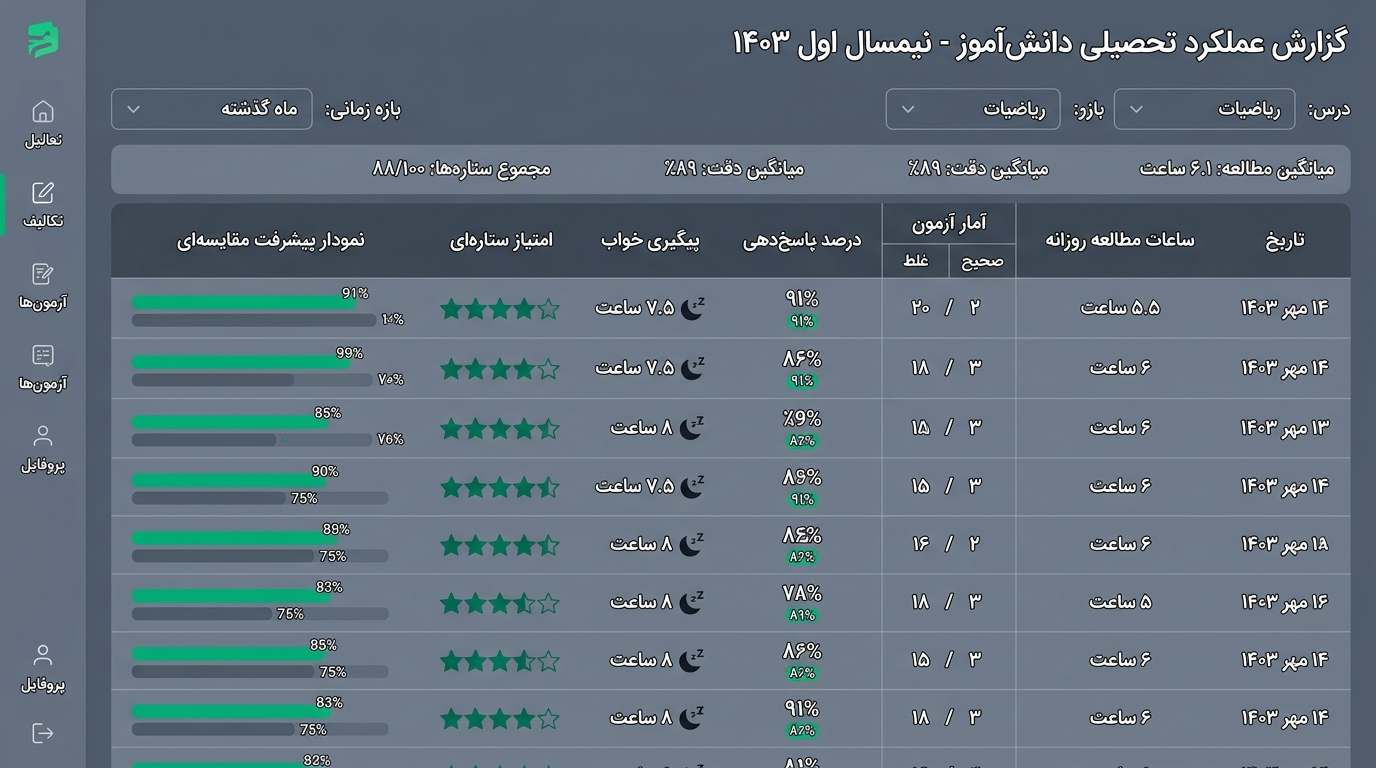 گزارش عملکرد تحصیلی دانش‌آموز - نیمسال اول ۱۴۰۳
درس: ریاضیات بازو: ریاضیات بازه زمانی: ماه گذشته
میانگین مطالعه: ۶.۱ ساعت میانگین دقت: ۸۹٪ میانگین دقت: ۸۹٪ مجموع ستاره‌ها: ۸۸/۱۰۰
تاریخ ساعات مطالعه روزانه آمار آزمون درصد پاسخ‌دهی پیگیری خواب امتیاز ستاره‌ای نمودار پیشرفت مقایسه‌ای
صحیح غلط
۱۴ مهر ۱۴۰۳ ۵.۵ ساعت ۲ / ۲۰ ۹۱% ۹۱% ۷.۵ ساعت 91%
۱۴ مهر ۱۴۰۳ ۶ ساعت ۳ / ۱۸ ۸۶% ۹۱% ۷.۵ ساعت 99%
۱۳ مهر ۱۴۰۳ ۶ ساعت ۳ / ۱۵ ۸ ساعت 85% 76%
۱۴ مهر ۱۴۰۳ ۶ ساعت ۳ / ۱۵ ۹۱% ۷.۵ ساعت 90% 75%
مهر ۱۴۰۳ ۶ ساعت ۲ / ۱۶ ۸ ساعت 89% 75%
۱۶ مهر ۱۴۰۳ ۵ ساعت ۳ / ۱۸ ۷۸% ۸ ساعت 83% 75%
۱۴ مهر ۱۴۰۳ ۶ ساعت ۳ / ۱۵ ۸۶% ۸ ساعت 85% 75%
۱۴ مهر ۱۴۰۳ ۶ ساعت ۳ / ۱۸ ۹۱% ۸ ساعت 83% 75%
82%
تکالیف
آزمون‌ها
آزمون‌ها
پروفایل
پروفایل